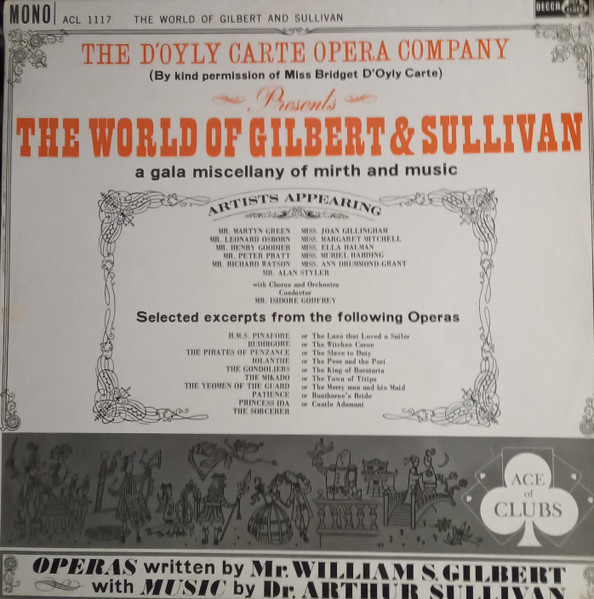 MONO ACL 1117 THE WORLD OF GILBERT AND SULLIVAN DECCA
THE D'OYLY CARTE OPERA COMPANY
(By kind permission of Miss Bridget D'Oyly Carte)
Presents
THE WORLD OF GILBERT & SULLIVAN
a gala miscellany of mirth and music
ARTISTS APPEARING
MR. MARTYN GREEN MISS. JOAN GILLINGHAM
MR. LEONARD OSBORN MISS. MARGARET MITCHELL
MR. HENRY GOODIER MISS. ELLA HALMAN
MR. PETER PRATT MISS. MURIEL HARDING
MR. RICHARD WATSON MISS. ANN DRUMMOND-GRANT
MR. ALAN STYLER
with Chorus and Orchestra
Conductor
MR. ISIDORE GODFREY
Selected excerpts from the following Operas
H.M.S. PINAFORE or The Lass that Loved a Sailor
RUDDIGORE or The Witches Curse
THE PIRATES OF PENZANCE or The Slave to Duty
IOLANTHE or The Peer and the Peri
THE GONDOLIERS or The King of Barataria
THE MIKADO or The Town of Titipu
THE YEOMEN OF THE GUARD or The Merry man and his Maid
PATIENCE or Bunthorne's Bride
PRINCESS IDA or Castle Adamant
THE SORCERER
ACE
of
CLUBS
OPERAS written by Mr. WILLIAM S. GILBERT
with MUSIC by Dr. ARTHUR SULLIVAN